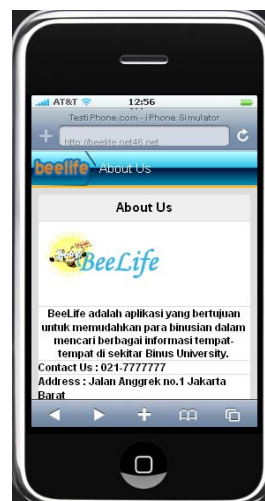 AT&T 12:56
TestiPhone.com - iPhone Simulator
http://beelife.net46.net
beelife About Us
About Us
BeeLife
BeeLife adalah aplikasi yang bertujuan
untuk memudahkan para binusian dalam
mencari berbagai informasi tempat-
tempat di sekitar Binus University.
Contact Us : 021-7777777
Address : Jalan Anggrek no.1 Jakarta
Barat